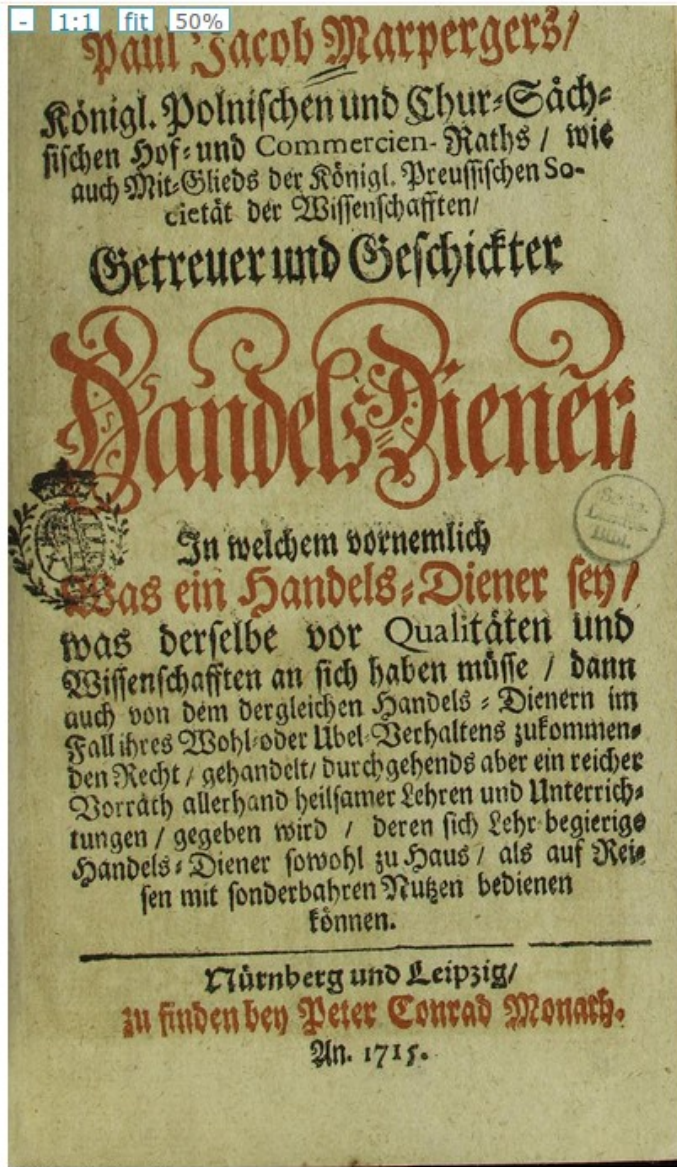 - 1:1 fit 50%
Paul Jacob Marpergers/
Königl. Polnischen und Chur-Säch-
sischen Hof- und Commercien-Raths / wie
auch Mit-Glieds der Königl. Preussischen So-
cietät der Wissenschafften/
Getreuer und Geschickter
Handels-Diener/
In welchem vornemlich
Was ein Handels-Diener sey /
was derselbe vor Qualitäten und
Wissenschafften an sich haben müsse / dann
auch von dem dergleichen Handels-Dienern im
Fall ihres Wohl- oder Ubel-Verhaltens zukommen-
den Recht / gehandelt/ durchgehends aber ein reicher
Vorrath allerhand heilsamer Lehren und Unterrich-
tungen / gegeben wird / deren sich Lehr-begierige
Handels-Diener sowohl zu Haus / als auf Rei-
sen mit sonderbahren Nutzen bedienen
können.
Nürnberg und Leipzig/
zu finden bey Peter Conrad Monath.
An. 1715.